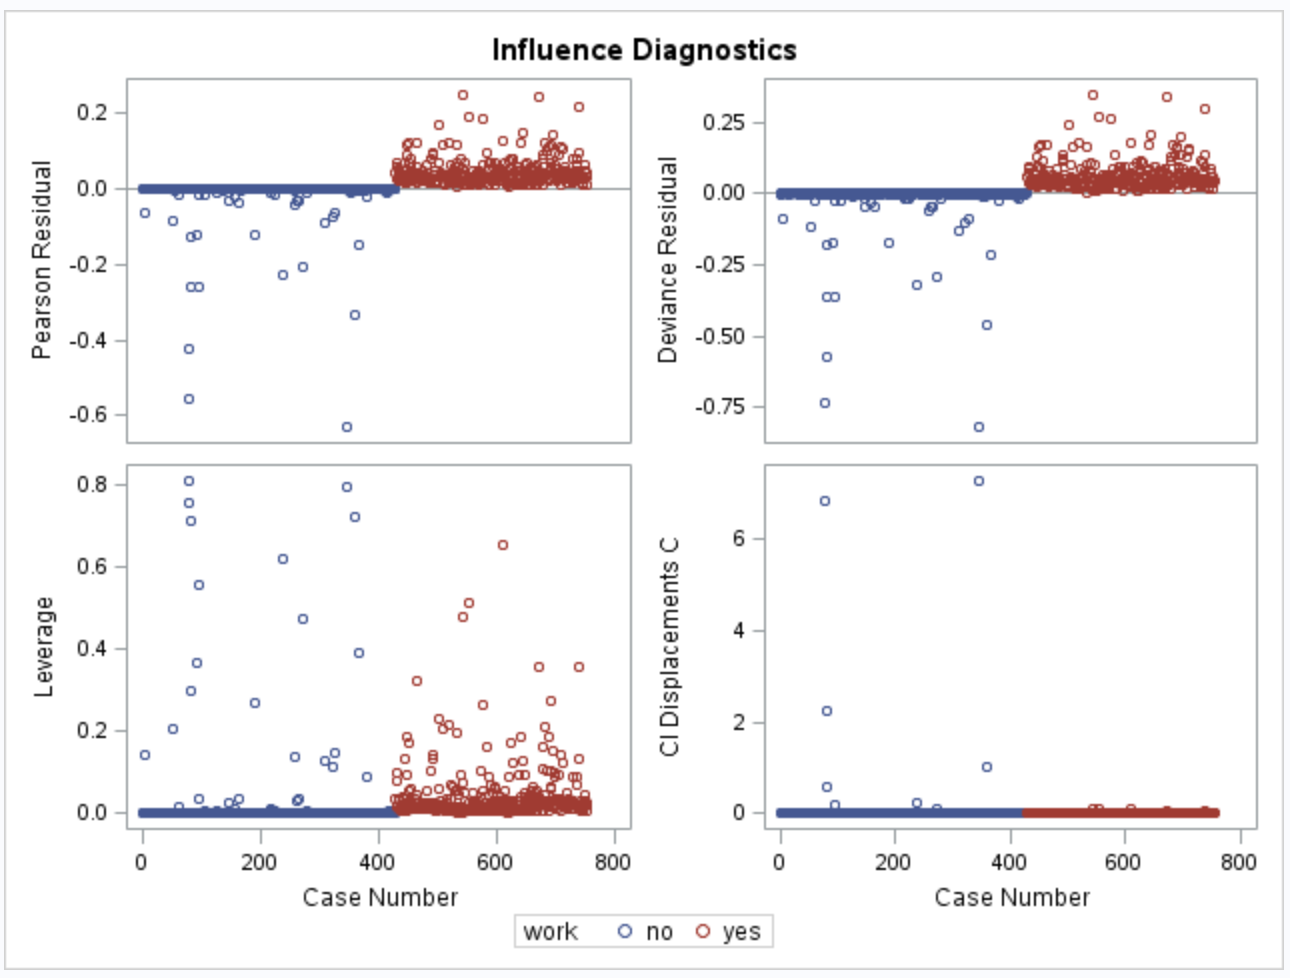 Influence Diagnostics
Pearson Residual
0.2
0.0
-0.2
-0.4
-0.6
Deviance Residual
0.25
0.00
-0.25
-0.50
-0.75
Leverage
0.8
0.6
0.4
0.2
0.0
0 200 400 600 800
Case Number
CI Displacements C
6
4
2
0
0 200 400 600 800
Case Number
work no yes